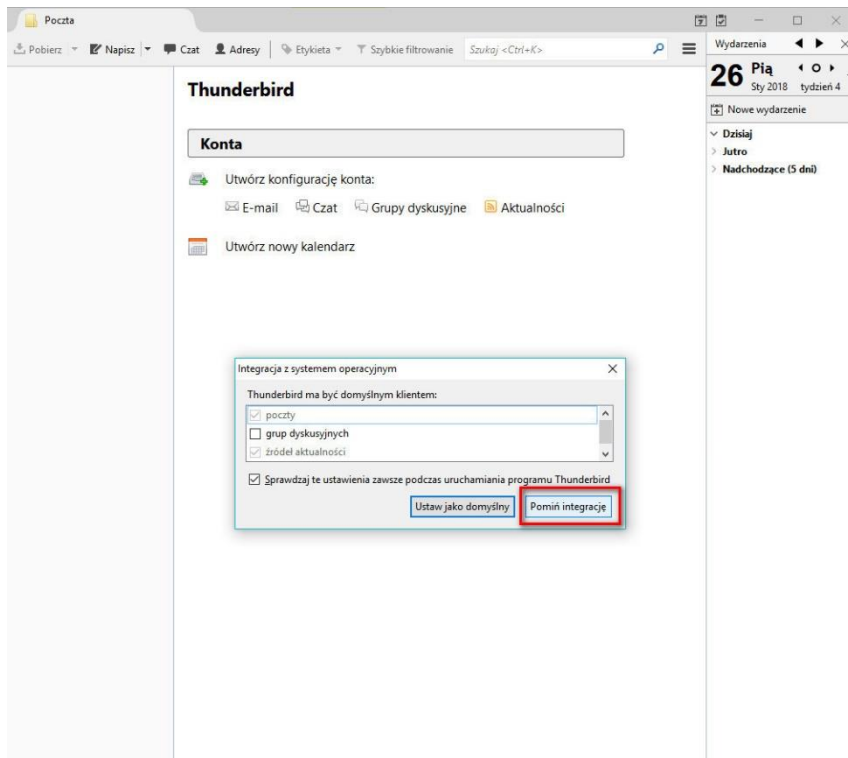 Poczta
Pobierz Napisz Czat Adresy Etykieta Szybkie filtrowanie Szukaj <Ctrl+K>
Wydarzenia
26 Pią
Sty 2018 tydzień 4
Nowe wydarzenie
Dzisiaj
Jutro
Nadchodzące (5 dni)
Thunderbird
Konta
Utwórz konfigurację konta:
E-mail Czat Grupy dyskusyjne Aktualności
Utwórz nowy kalendarz
Integracja z systemem operacyjnym
Thunderbird ma być domyślnym klientem:
poczty
grup dyskusyjnych
źródeł aktualności
Sprawdzaj te ustawienia zawsze podczas uruchamiania programu Thunderbird
Ustaw jako domyślny Pomiń integrację